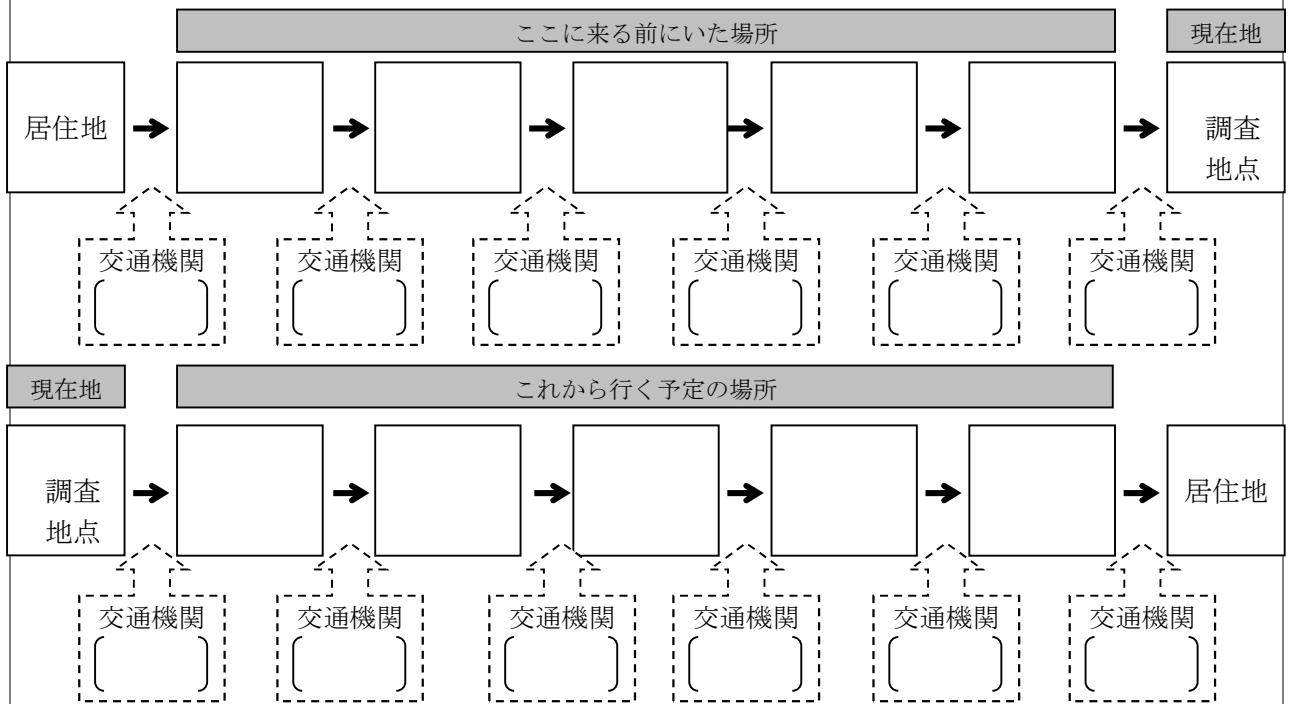 ここに来る前にいた場所
現在地
居住地
調査
地点
交通機関
交通機関
交通機関
交通機関
交通機関
交通機関
現在地
これから行く予定の場所
調査
地点
居住地
交通機関
交通機関
交通機関
交通機関
交通機関
交通機関